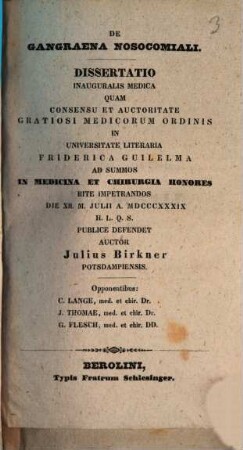 3
DE
GANGRAENA NOSOCOMIALI.
DISSERTATIO
INAUGURALIS MEDICA
QUAM
CONSENSU ET AUCTORITATE
GRATIOSI MEDICORUM ORDINIS
IN
UNIVERSITATE LITERARIA
FRIDERICA GUILELMA
AD SUMMOS
IN MEDICINA ET CHIRURGIA HONORES
RITE IMPETRANDOS
DIE XII. M. JULII A. MDCCCXXXIX
H. L. Q. S.
PUBLICE DEFENDET
AUCTOR
Julius Birkner
POTSDAMPIENSIS.
Opponentibus:
C. LANGE, med. et chir. Dr.
J. THOMAE, med. et chir. Dr.
G. FLESCH, med. et chir. DD.
BEROLINI,
Typis Fratrum Schlesinger.